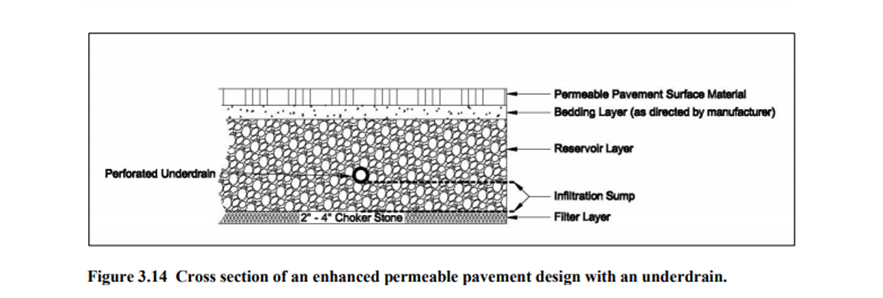 Permeable Pavement Surface Material
Bedding Layer (as directed by manufacturer)
Reservoir Layer
Perforated Underdrain
Infiltration Sump
2" - 4" Choker Stone
Filter Layer
Figure 3.14 Cross section of an enhanced permeable pavement design with an underdrain.